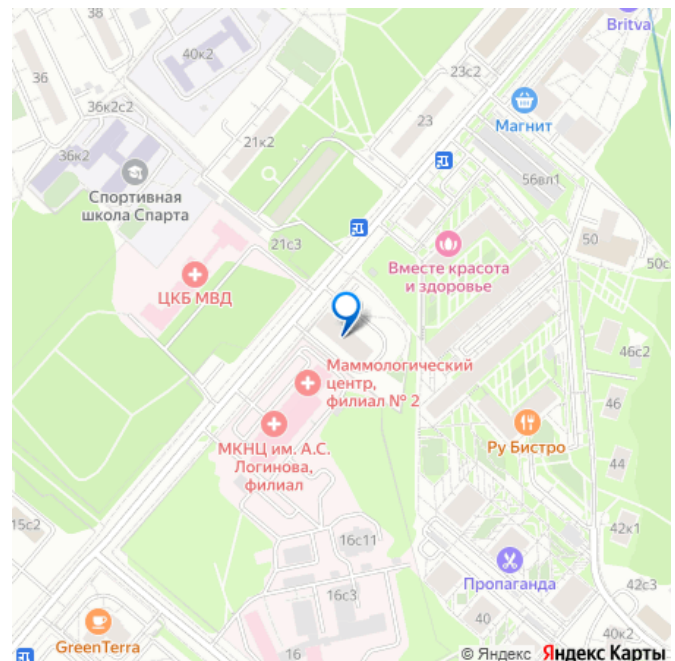 Britva
38
40к2
36
23с2
Магнит
36к2с2
23
21к2
36к2
56вл1
Спортивная
школа Спарта
21с3
50
50с
Вместе красота
и здоровье
ЦКБ МВД
46с2
Маммологический
центр,
филиал № 2
46
МКНЦ им. А.С.
Логинова,
филиал
Ру Бистро
44
15с2
42к1
16с11
Пропаганда
16с3
42с3
40
GreenTerra
16
40к2
© Яндекс Яндекс Карты